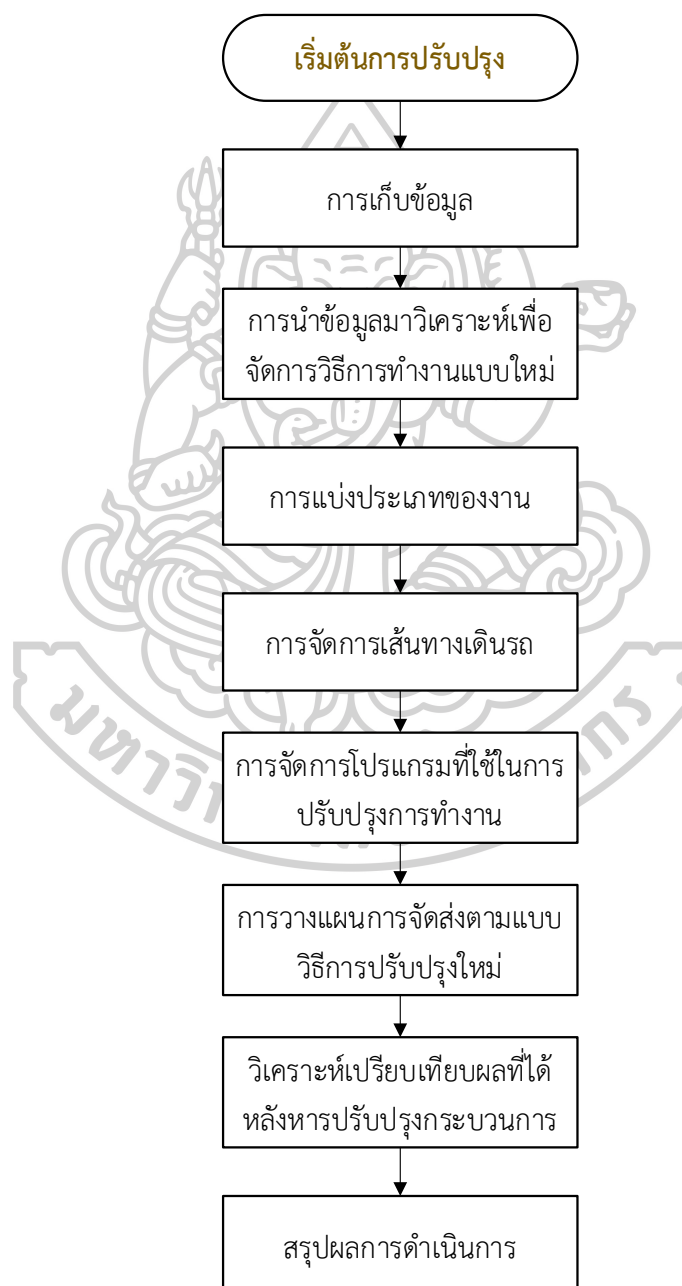 เริ่มต้นการปรับปรุง
การเก็บข้อมูล
การนำข้อมูลมาวิเคราะห์เพื่อ
จัดการวิธีการทำงานแบบใหม่
การแบ่งประเภทของงาน
การจัดการเส้นทางเดินรถ
การจัดการโปรแกรมที่ใช้ในการ
ปรับปรุงการทำงาน
การวางแผนการจัดส่งตามแบบ
วิธีการปรับปรุงใหม่
วิเคราะห์เปรียบเทียบผลที่ได้
หลังหารปรับปรุงกระบวนการ
สรุปผลการดำเนินการ